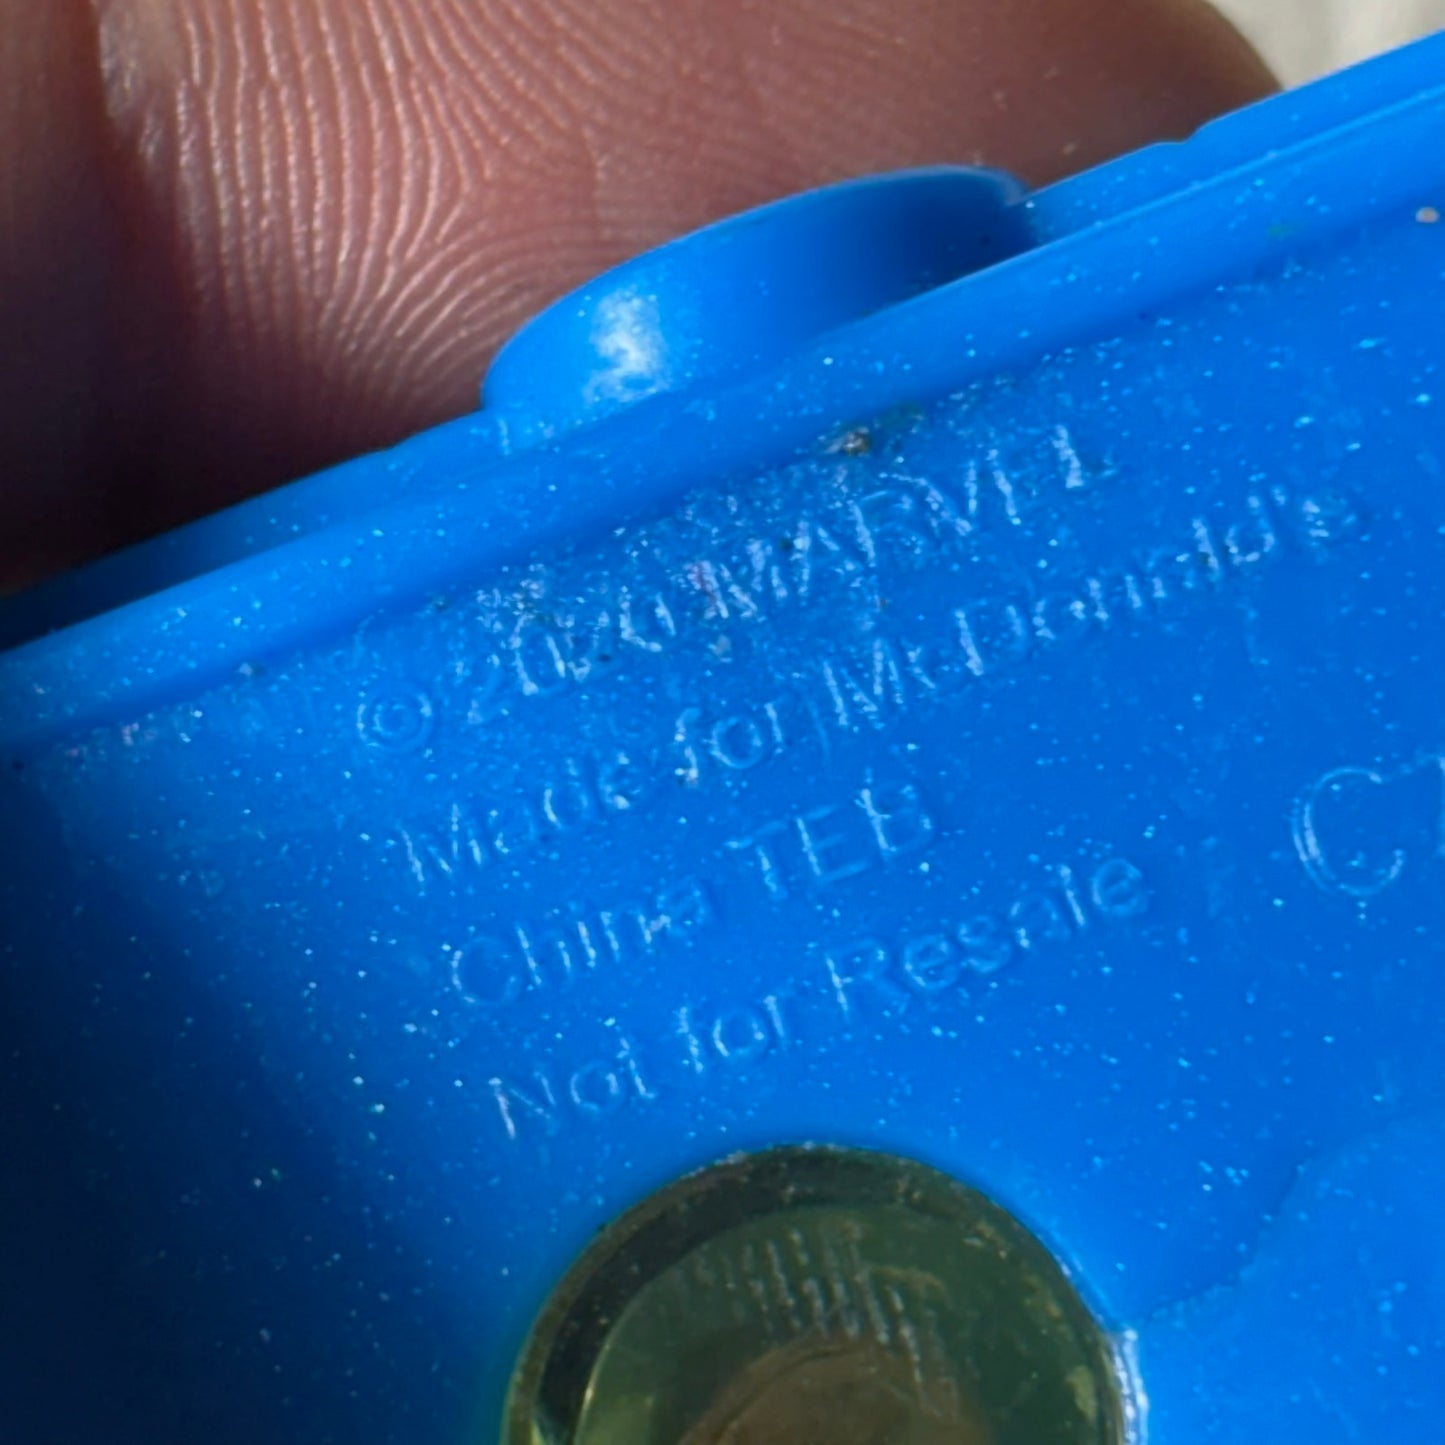 © 2020 MARVEL
Made for McDonald's
China TEB
Not for Resale